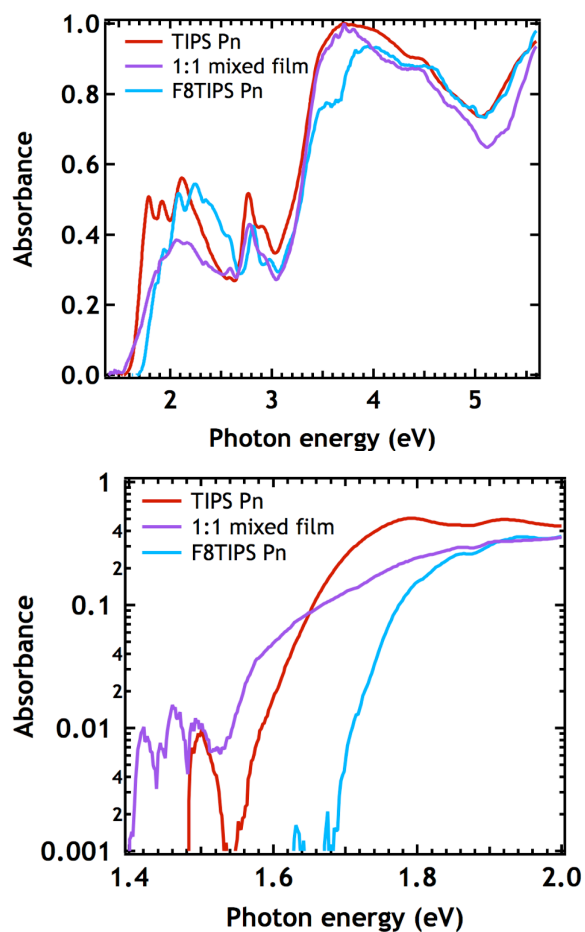 1.0
TIPS Pn
1:1 mixed film
0.8
F8TIPS Pn
Absorbance
0.6
0.4
0.2
0.0
2 3 4 5
Photon energy (eV)
1
TIPS Pn
1:1 mixed film
4
F8TIPS Pn
2
Absorbance
0.1
4
2
0.01
4
2
0.001
1.4 1.6 1.8 2.0
Photon energy (eV)